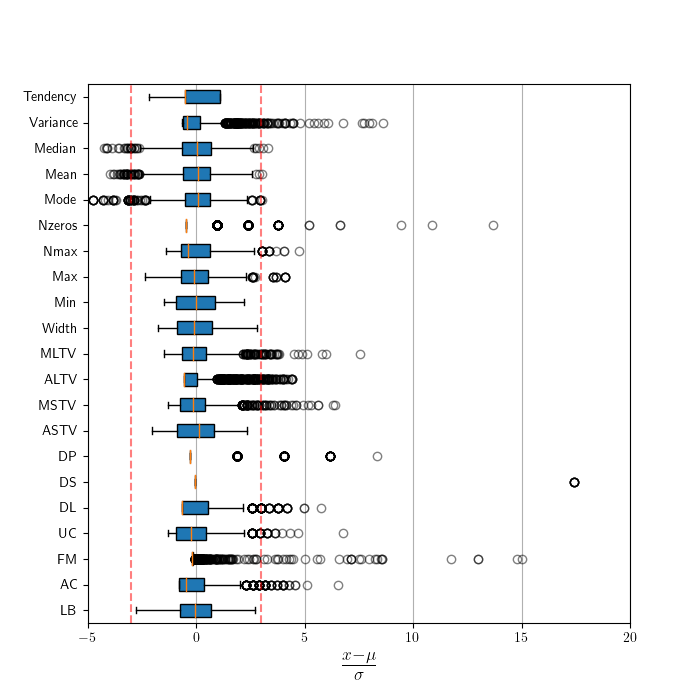 Tendency
Variance
Median
Mean
Mode
Nzeros
Nmax
Max
Min
Width
MLTV
ALTV
MSTV
ASTV
DP
DS
DL
UC
FM
AC
LB
−5 0 5 10 15 20
x−μ
σ